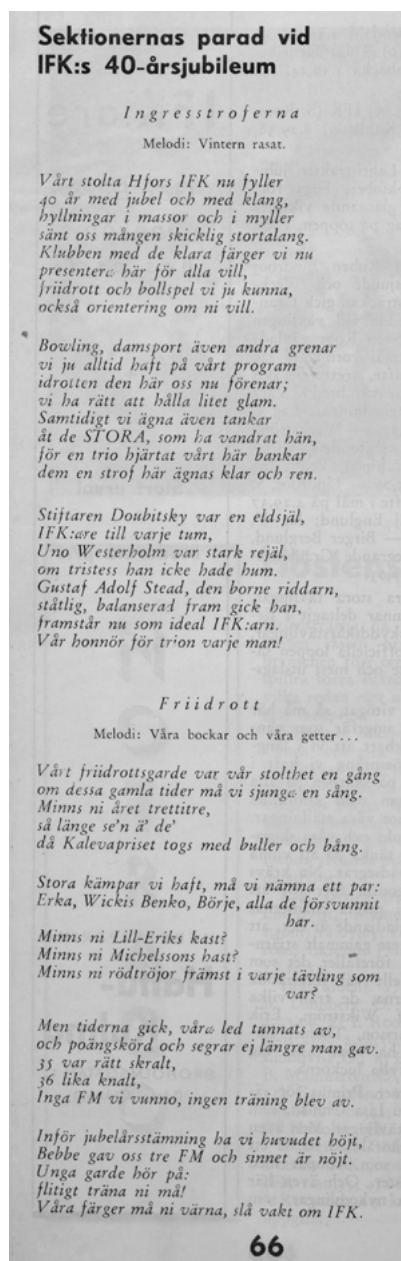 Sektionernas parad vid
IFK:s 40-årsjubileum
Ingresstroferna
Melodi: Vintern rasat.
Vårt stolta Hfors IFK nu fyller
40 år med jubel och med klang,
hyllningar i massor och i myller
sänt oss mången skicklig stortalang.
Klubben med de klara färger vi nu
presentera här för alla vill,
friidrott och bollspel vi ju kunna,
också orientering om ni vill.
Bowling, damsport även andra grenar
vi ju alltid haft på vårt program
idrotten den här oss nu förenar;
vi ha rätt att hålla litet glam.
Samtidigt vi ägna även tankar
åt de STORA, som ha vandrat hän,
för en trio hjärtat vårt här bankar
dem en strof här ägnas klar och ren.
Stiftaren Doubitsky var en eldsjäl,
IFK:are till varje tum,
Uno Westerholm var stark rejäl,
om tristess han icke hade hum.
Gustaf Adolf Stead, den borne riddarn,
ståtlig, balanserad fram gick han,
framstår nu som ideal IFK:arn.
Vår honnör för trion varje man!
Friidrott
Melodi: Våra bockar och våra getter...
Vårt friidrottsgarde var vår stolthet en gång
om dessa gamla tider må vi sjunga en sång.
Minns ni året trettitre,
så länge se'n ä' de'
då Kalevapriset togs med buller och bång.
Stora kämpar vi haft, må vi nämna ett par:
Erka, Wickis Benko, Börje, alla de försvunnit
har.
Minns ni Lill-Eriks kast?
Minns ni Michelssons hast?
Minns ni rödtröjor främst i varje tävling som
var?
Men tiderna gick, våra led tunnats av,
och poängskörd och segrar ej längre man gav.
35 var rätt skralt,
36 lika knalt,
Inga FM vi vunno, ingen träning blev av.
Inför jubelårsstämning ha vi huvudet höjt,
Bebbe gav oss tre FM och sinnet är nöjt.
Unga garde hör på:
flitigt träna ni må!
Våra färger må ni värna, slå vakt om IFK.
66